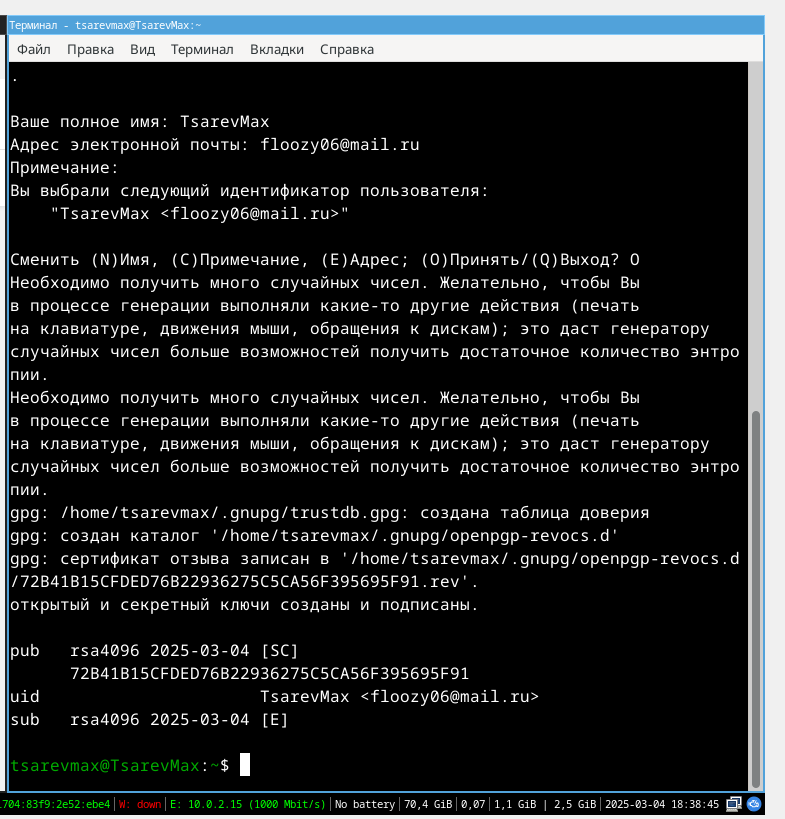 Терминал - tsarevmax@TsarevMax:~
Файл Правка Вид Терминал Вкладки Справка
.
Ваше полное имя: TsarevMax
Адрес электронной почты: floozy06@mail.ru
Примечание:
Вы выбрали следующий идентификатор пользователя:
"TsarevMax <floozy06@mail.ru>"
Сменить (N)Имя, (C)Примечание, (E)Адрес; (O)Принять/(Q)Выход? O
Необходимо получить много случайных чисел. Желательно, чтобы Вы
в процессе генерации выполняли какие-то другие действия (печать
на клавиатуре, движения мыши, обращения к дискам); это даст генератору
случайных чисел больше возможностей получить достаточное количество энтро
пии.
Необходимо получить много случайных чисел. Желательно, чтобы Вы
в процессе генерации выполняли какие-то другие действия (печать
на клавиатуре, движения мыши, обращения к дискам); это даст генератору
случайных чисел больше возможностей получить достаточное количество энтро
пии.
gpg: /home/tsarevmax/.gnupg/trustdb.gpg: создана таблица доверия
gpg: создан каталог '/home/tsarevmax/.gnupg/openpgp-revocs.d'
gpg: сертификат отзыва записан в '/home/tsarevmax/.gnupg/openpgp-revocs.d
/72B41B15CFDED76B22936275C5CA56F395695F91.rev'.
открытый и секретный ключи созданы и подписаны.
pub rsa4096 2025-03-04 [SC]
72B41B15CFDED76B22936275C5CA56F395695F91
uid TsarevMax <floozy06@mail.ru>
sub rsa4096 2025-03-04 [E]
tsarevmax@TsarevMax:~$
704:83f9:2e52:ebe4 W: down E: 10.0.2.15 (1000 Mbit/s) No battery 70,4 GiB 0,07 1,1 GiB | 2,5 GiB 2025-03-04 18:38:45